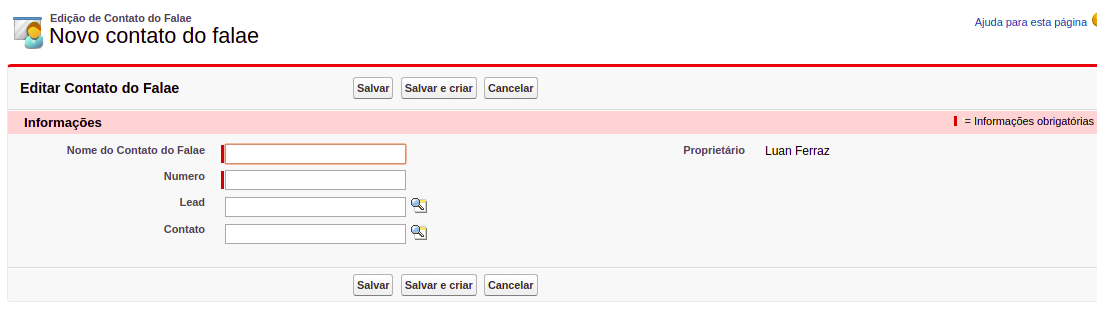 Edição de Contato do Falae
Novo contato do falae
Ajuda para esta página
Editar Contato do Falae
Salvar Salvar e criar Cancelar
Informações
= Informações obrigatórias
Nome do Contato do Falae
Proprietário Luan Ferraz
Numero
Lead
Contato
Salvar Salvar e criar Cancelar